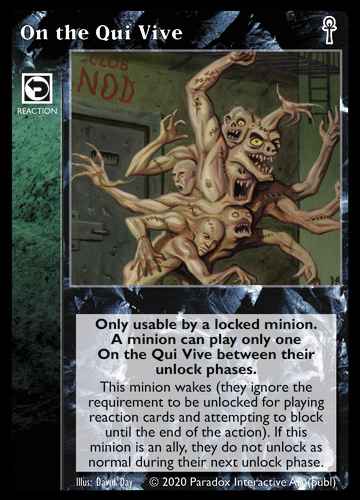 On the Qui Vive
NOD
REACTION
Only usable by a locked minion.
A minion can play only one
On the Qui Vive between their
unlock phases.
This minion wakes (they ignore the
requirement to be unlocked for playing
reaction cards and attempting to block
until the end of the action). If this
minion is an ally, they do not unlock as
normal during their next unlock phase.
Illus: David Day © 2020 Paradox Interactive AB (publ)